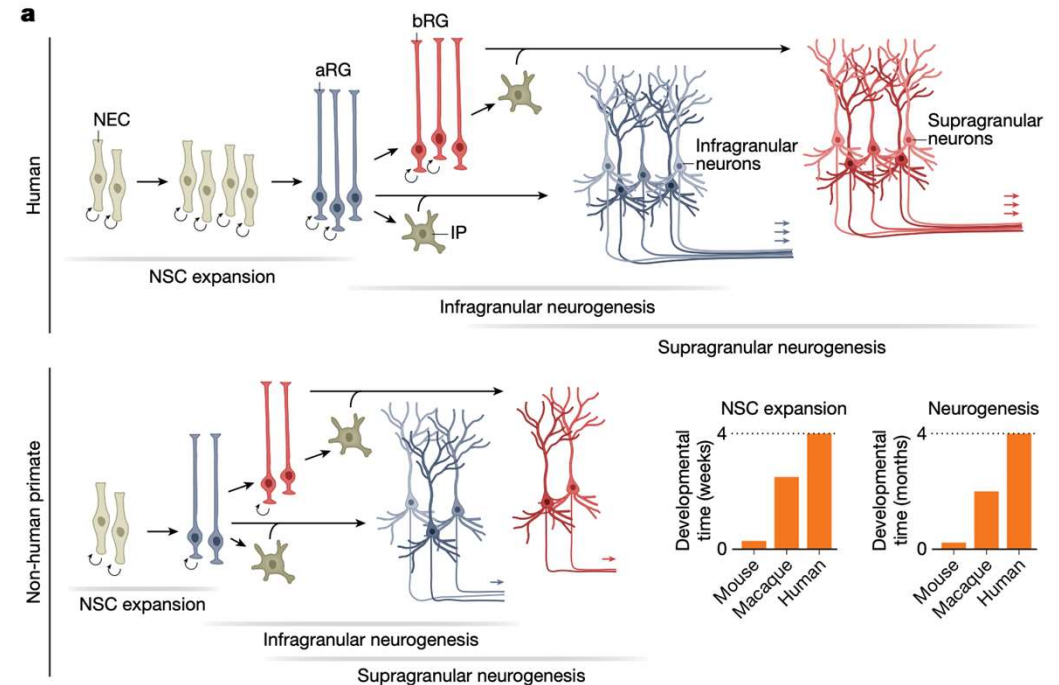 a
Human
NEC
aRG
bRG
IP
Infragranular
neurons
Supragranular
neurons
NSC expansion
Infragranular neurogenesis
Supragranular neurogenesis
Non-human primate
NSC expansion
Infragranular neurogenesis
Supragranular neurogenesis
NSC expansion
Developmental
time (weeks)
4
0
Mouse
Macaque
Human
Neurogenesis
Developmental
time (months)
4
0
Mouse
Macaque
Human